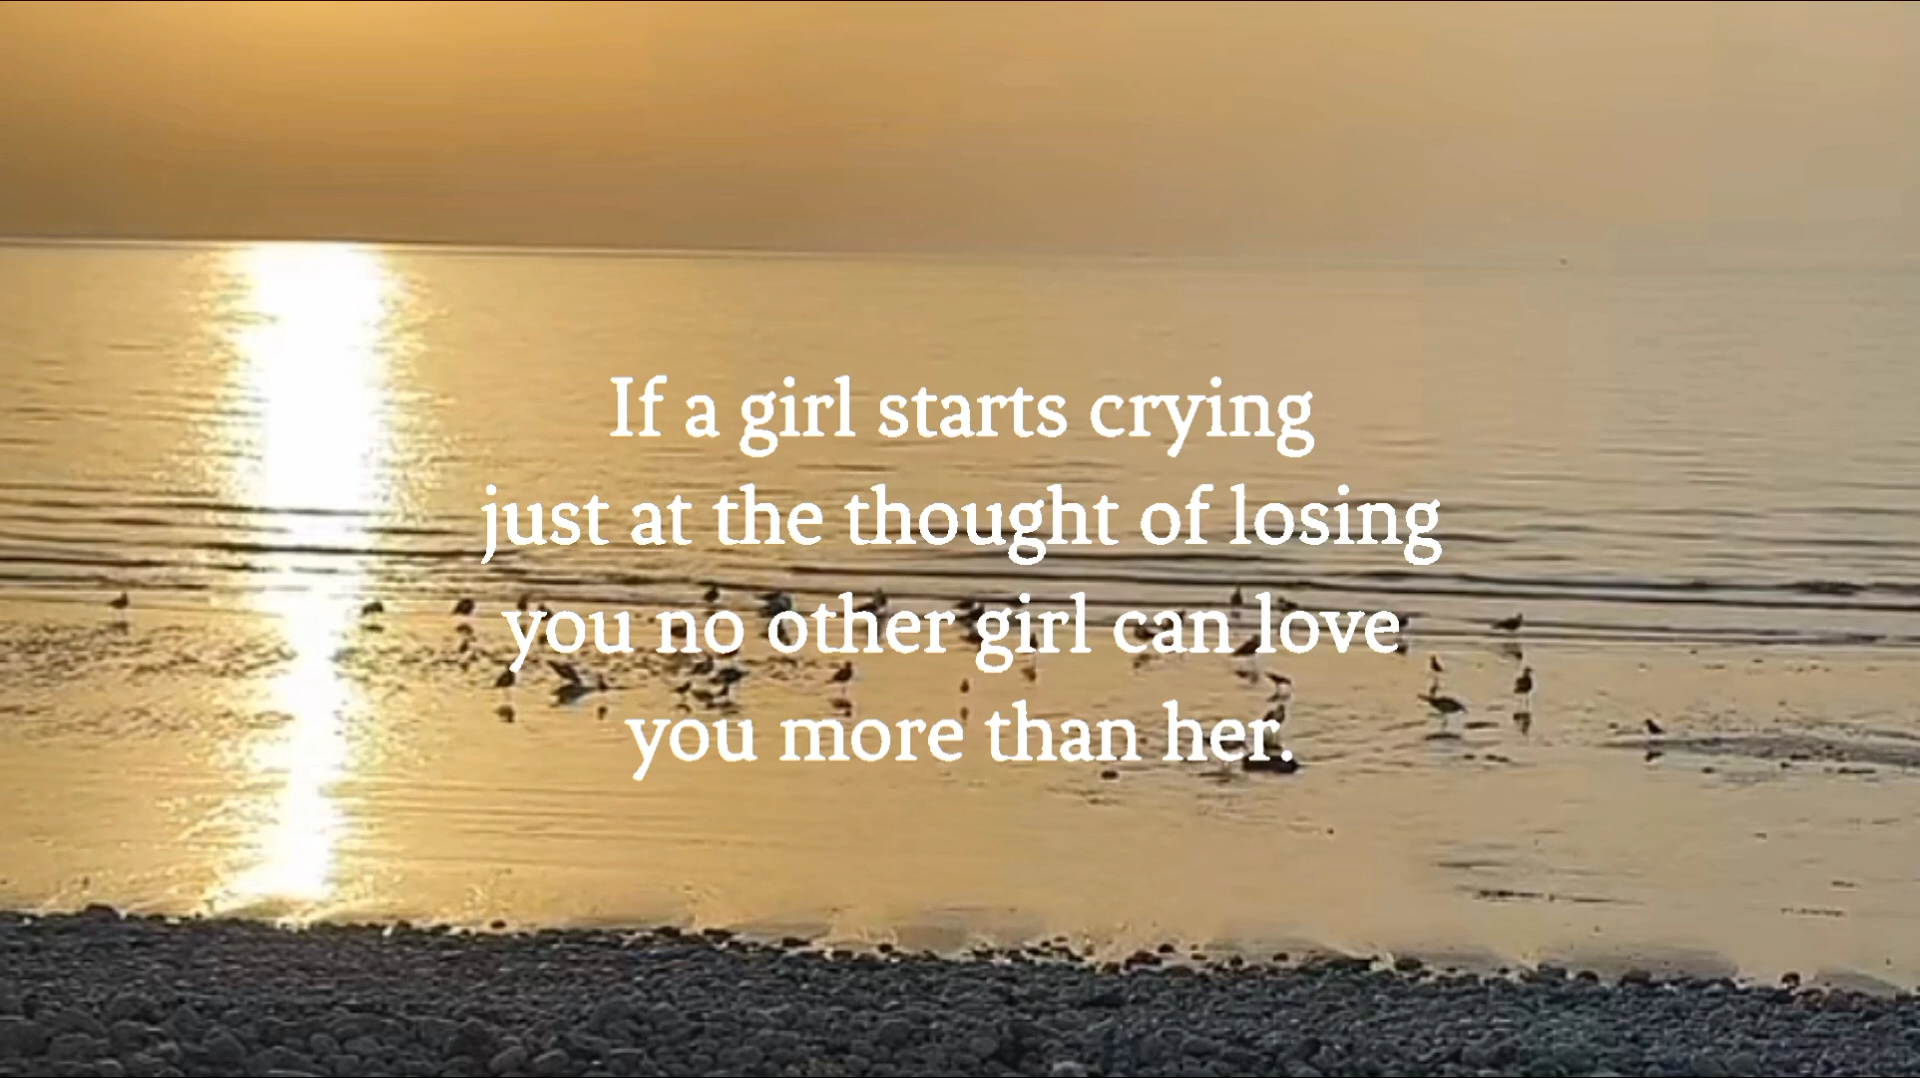 If a girl starts crying
just at the thought of losing
you no other girl can love
you more than her.